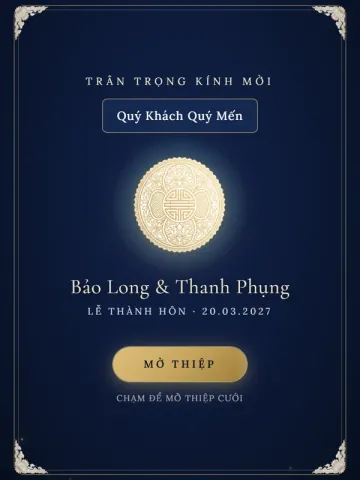 TRÂN TRỌNG KÍNH MỜI
Quý Khách Quý Mến
Bảo Long & Thanh Phụng
LỄ THÀNH HÔN · 20.03.2027
MỞ THIỆP
CHẠM ĐỂ MỞ THIỆP CƯỚI